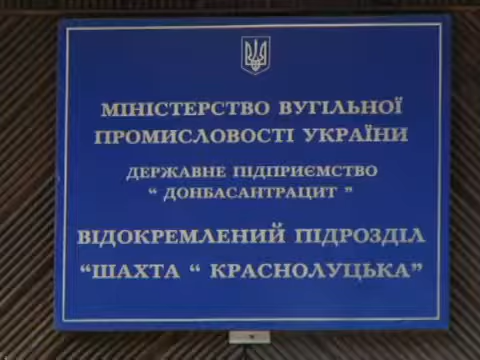 МІНІСТЕРСТВО ВУГІЛЬНОЇ
ПРОМИСЛОВОСТІ УКРАЇНИ
ДЕРЖАВНЕ ПІДПРИЄМСТВО
“ ДОНБАСАНТРАЦИТ ”
ВІДОКРЕМЛЕНИЙ ПІДРОЗДІЛ
“ШАХТА “ КРАСНОЛУЦЬКА”